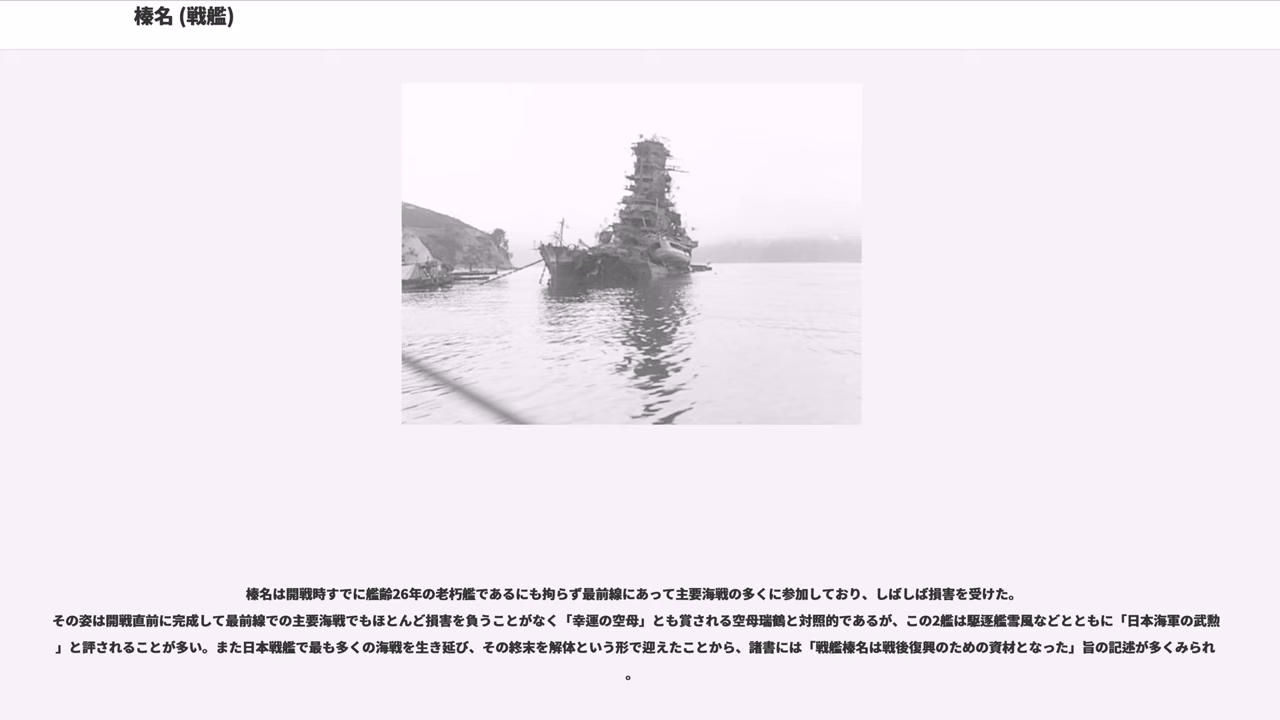 榛名 (戦艦)
榛名は開戦時すでに艦齢26年の老朽艦であるにも拘らず最前線にあって主要海戦の多くに参加しており、しばしば損害を受けた。
その姿は開戦直前に完成して最前線での主要海戦でもほとんど損害を負うことがなく「幸運の空母」とも賞される空母瑞鶴と対照的であるが、この2艦は駆逐艦雪風などとともに「日本海軍の武勲
」と評されることが多い。また日本戦艦で最も多くの海戦を生き延び、その終末を解体という形で迎えたことから、諸書には「戦艦榛名は戦後復興のための資材となった」旨の記述が多くみられ
。